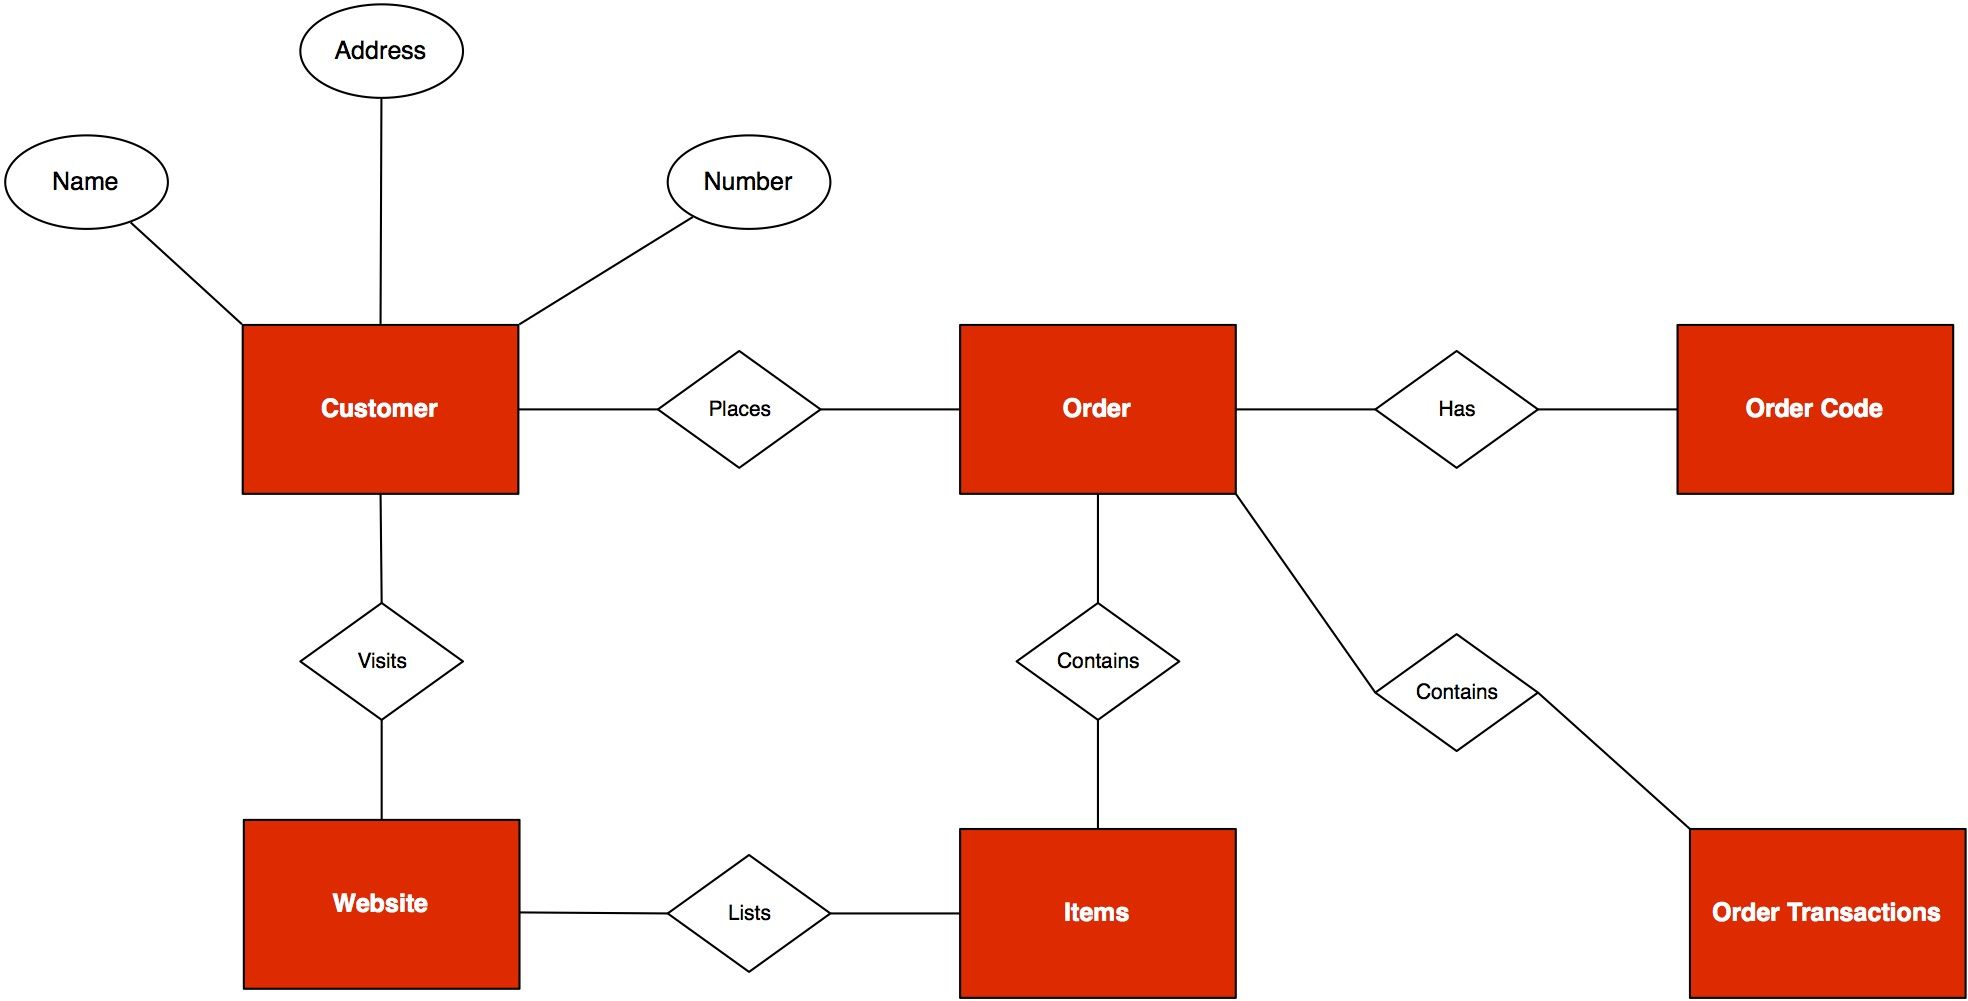 Address
Name
Number
Customer
Places
Order
Has
Order Code
Visits
Contains
Contains
Website
Lists
Items
Order Transactions